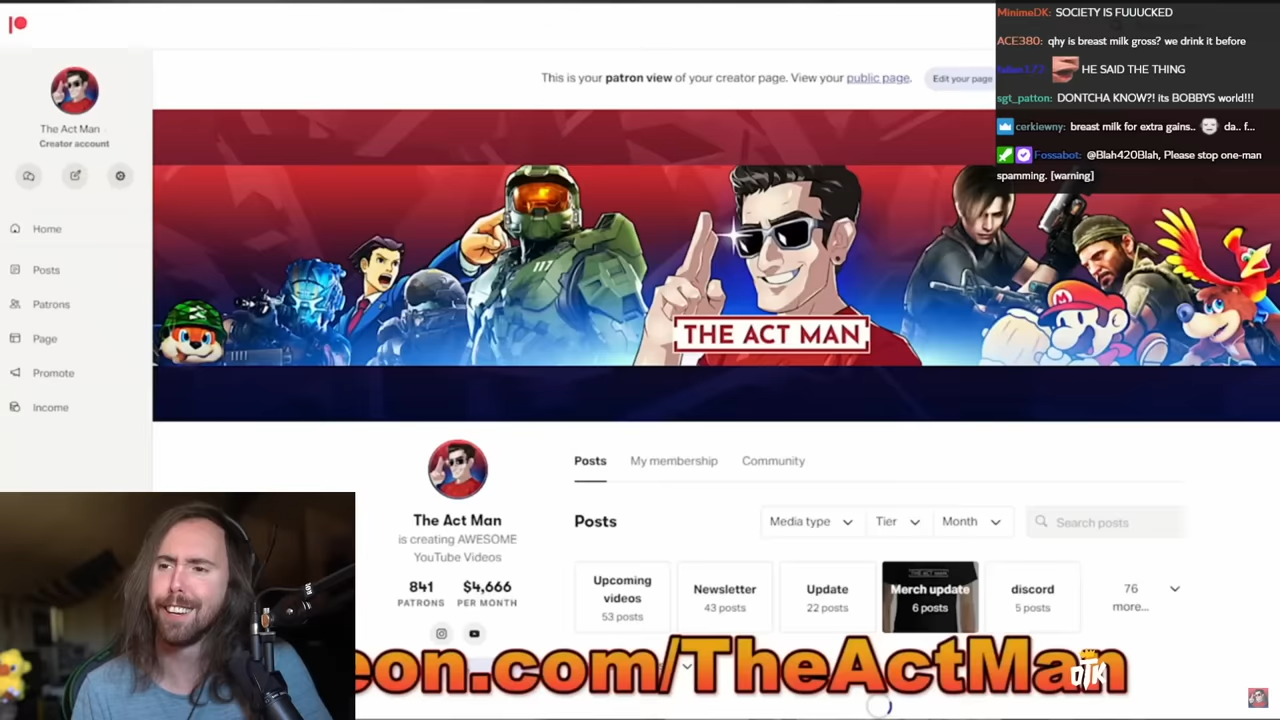 MinimeDK: SOCIETY IS FUUUCKED
ACE380: qhy is breast milk gross? we drink it before
HE SAID THE THING
sgt_patton: DONTCHA KNOW?! its BOBBYS world!!!
cerkiewny: breast milk for extra gains.. da.. f...
Fossabot: @Blah420Blah, Please stop one-man
spamming. [warning]
This is your patron view of your creator page. View your public page.
Edit your page
The Act Man
Creator account
Home
Posts
Patrons
Page
Promote
Income
117
THE ACT MAN
Posts
My membership
Community
The Act Man
is creating AWESOME
YouTube Videos
841
PATRONS
$4,666
PER MONTH
Posts
Media type
Tier
Month
Search posts
Upcoming
videos
53 posts
Newsletter
43 posts
Update
22 posts
THE ACT MAN
Merch update
6 posts
discord
5 posts
76
more...
eon.com/TheActMan
OTK